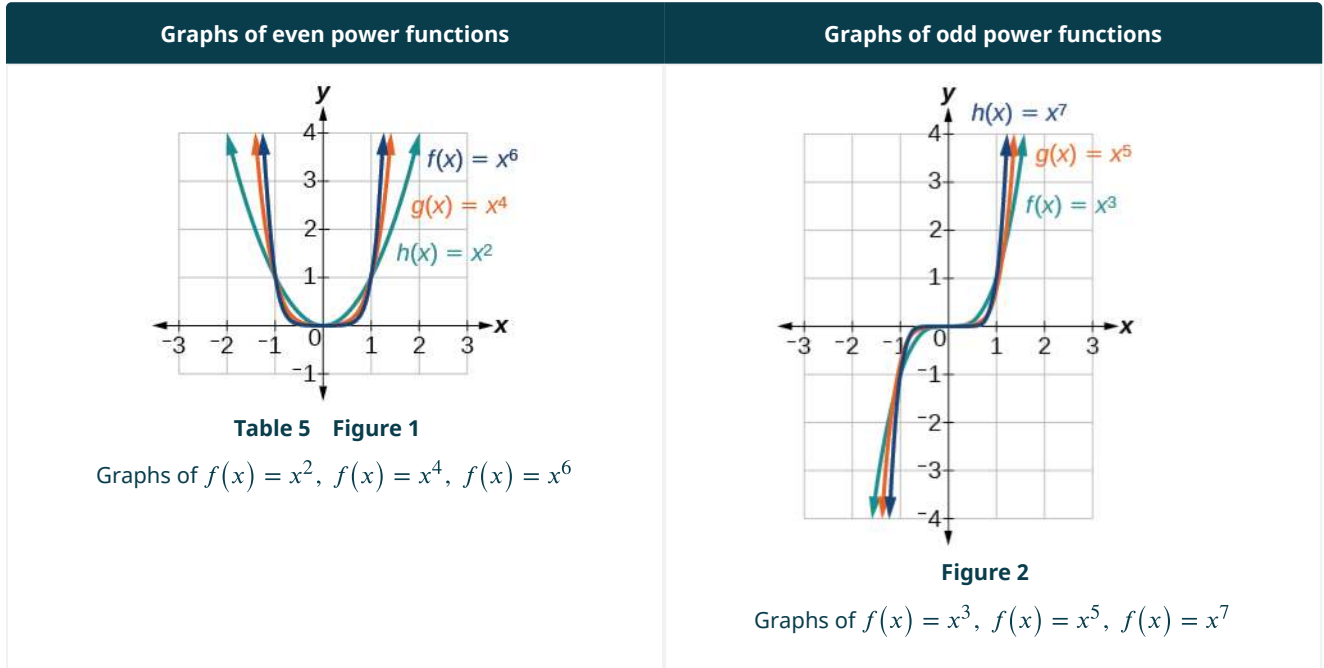 Graphs of even power functions
y
4
f(x) = x⁶
3
g(x) = x⁴
2
h(x) = x²
1
x
-3 -2 -1 0 1 2 3
-1
Table 5 Figure 1
Graphs of f(x) = x², f(x) = x⁴, f(x) = x⁶
Graphs of odd power functions
y
h(x) = x⁷
4
g(x) = x⁵
3
f(x) = x³
2
1
x
-3 -2 -1 0 1 2 3
-1
-2
-3
-4
Figure 2
Graphs of f(x) = x³, f(x) = x⁵, f(x) = x⁷